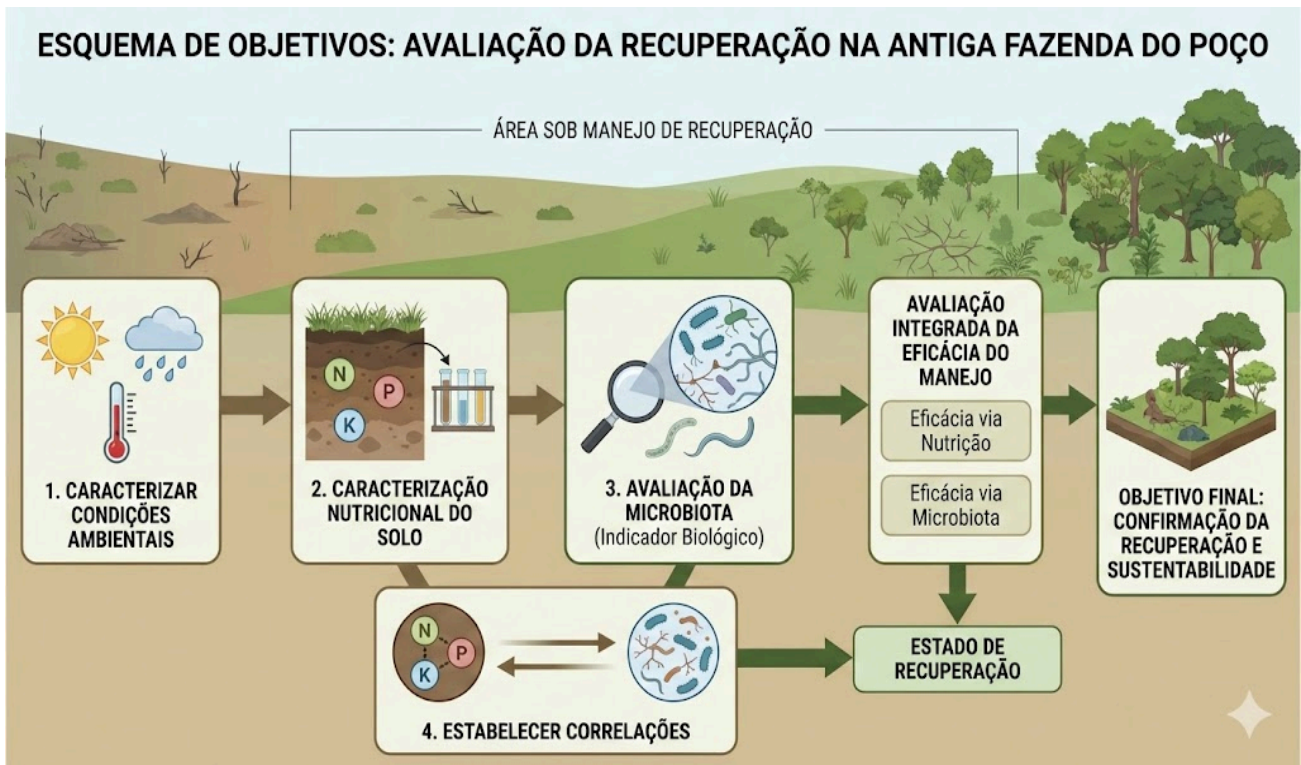 ESQUEMA DE OBJETIVOS: AVALIAÇÃO DA RECUPERAÇÃO NA ANTIGA FAZENDA DO POÇO
ÁREA SOB MANEJO DE RECUPERAÇÃO
1. CARACTERIZAR
CONDIÇÕES
AMBIENTAIS
N
P
K
2. CARACTERIZAÇÃO
NUTRICIONAL DO
SOLO
3. AVALIAÇÃO DA
MICROBIOTA
(Indicador Biológico)
AVALIAÇÃO
INTEGRADA DA
EFICÁCIA DO
MANEJO
Eficácia via
Nutrição
Eficácia via
Microbiota
OBJETIVO FINAL:
CONFIRMAÇÃO DA
RECUPERAÇÃO E
SUSTENTABILIDADE
N
P
K
4. ESTABELECER CORRELAÇÕES
ESTADO DE
RECUPERAÇÃO